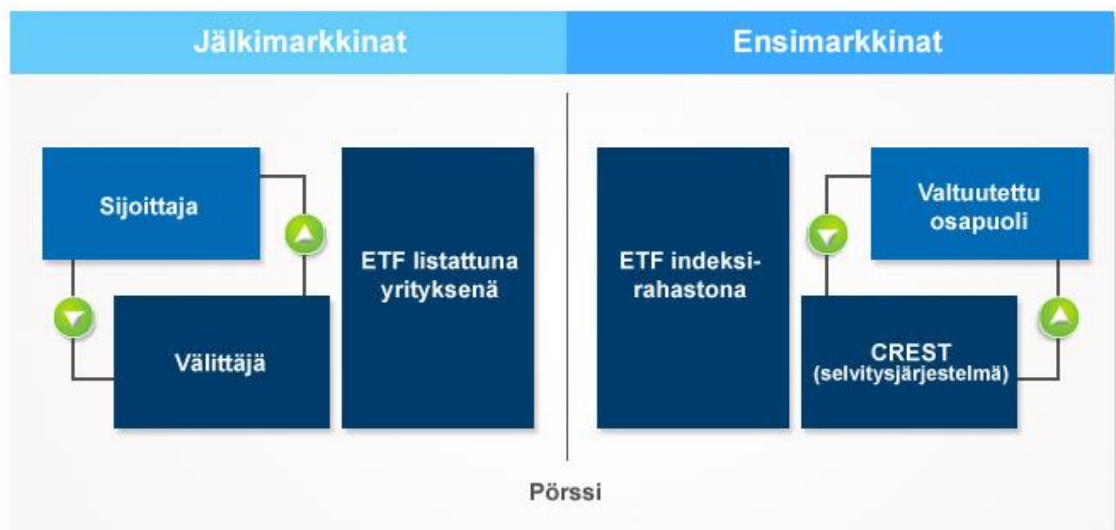 Jälkimarkkinat
Ensimarkkinat
Sijoittaja
Välittäjä
ETF listattuna
yrityksenä
ETF indeksi-
rahastona
Valtuutettu
osapuoli
CREST
(selvitysjärjestelmä)
Pörssi